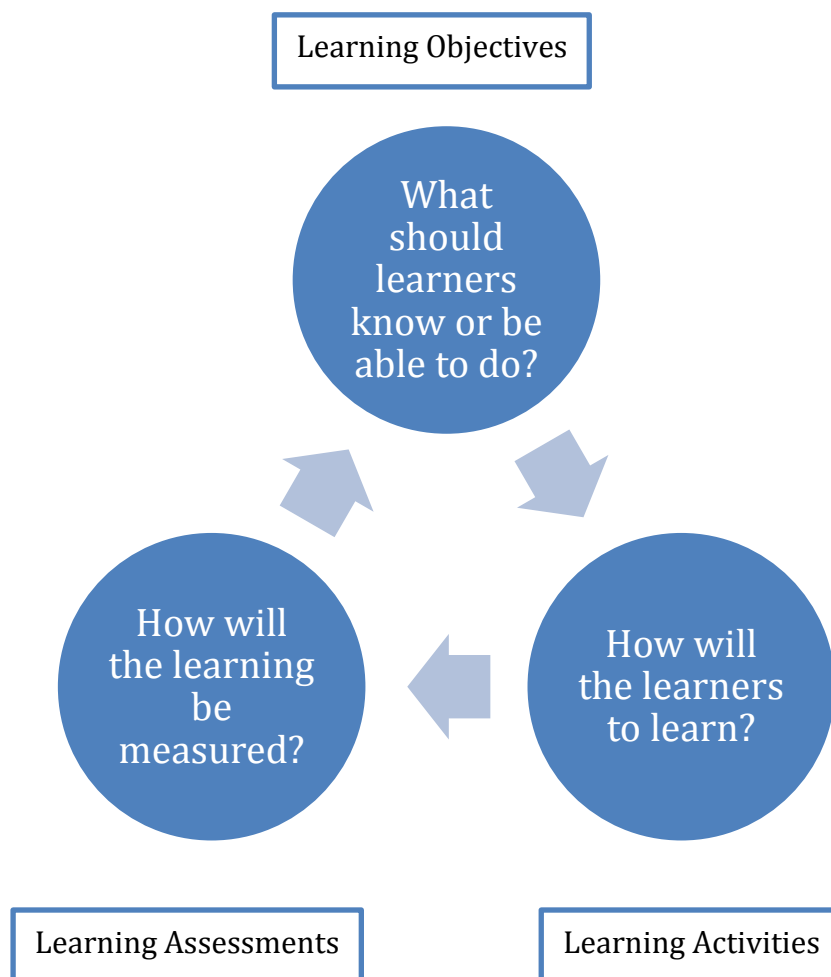 Learning Objectives
What
should
learners
know or be
able to do?
How will
the learning
be
measured?
How will
the learners
to learn?
Learning Assessments
Learning Activities